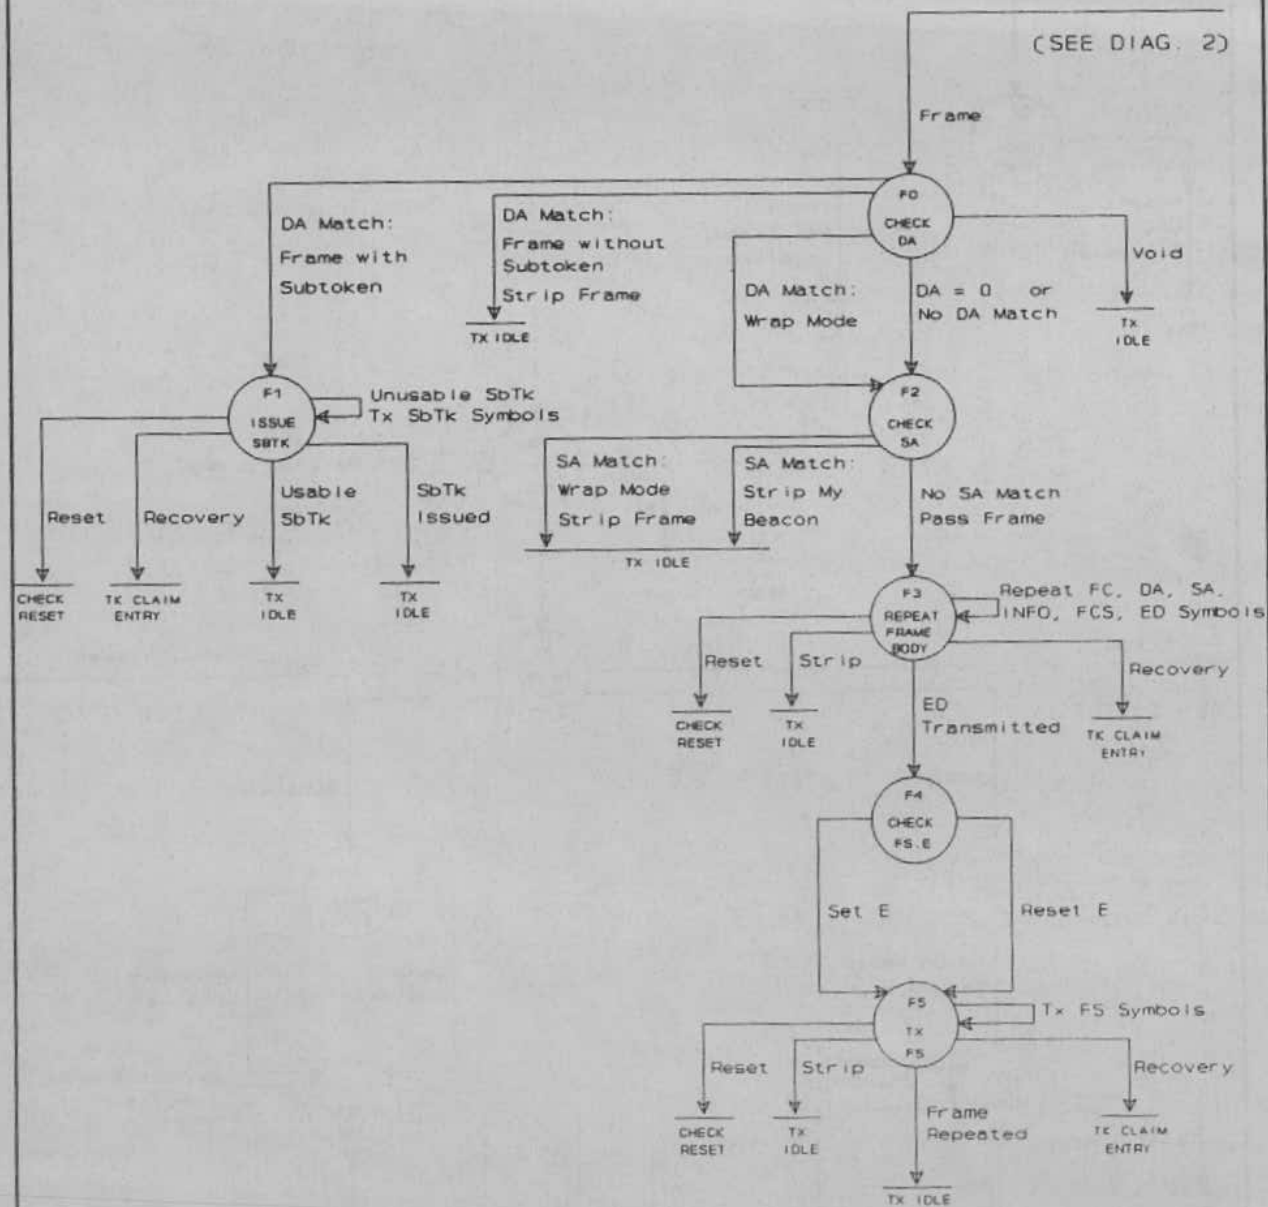 (SEE DIAG. 2)
Frame
F0
CHECK
DA
DA Match:
Frame with
Subtoken
DA Match:
Frame without
Subtoken
Strip Frame
TX IDLE
DA Match:
Wrap Mode
DA = 0 or
No DA Match
Void
TX
IDLE
F1
ISSUE
SBTK
Unusable SbTk
Tx SbTk Symbols
Reset
Recovery
Usable
SbTk
SbTk
Issued
CHECK
RESET
TK CLAIM
ENTRY
TX
IDLE
TX
IDLE
F2
CHECK
SA
SA Match:
Wrap Mode
Strip Frame
SA Match:
Strip My
Beacon
TX IDLE
No SA Match
Pass Frame
F3
REPEAT
FRAME
BODY
Repeat FC, DA, SA,
INFO, FCS, ED Symbols
Reset
Strip
Recovery
CHECK
RESET
TX
IDLE
ED
Transmitted
TK CLAIM
ENTRY
F4
CHECK
FS.E
Set E
Reset E
F5
TX
FS
Tx FS Symbols
Reset
Strip
Recovery
CHECK
RESET
TX
IDLE
Frame
Repeated
TK CLAIM
ENTRY
TX IDLE